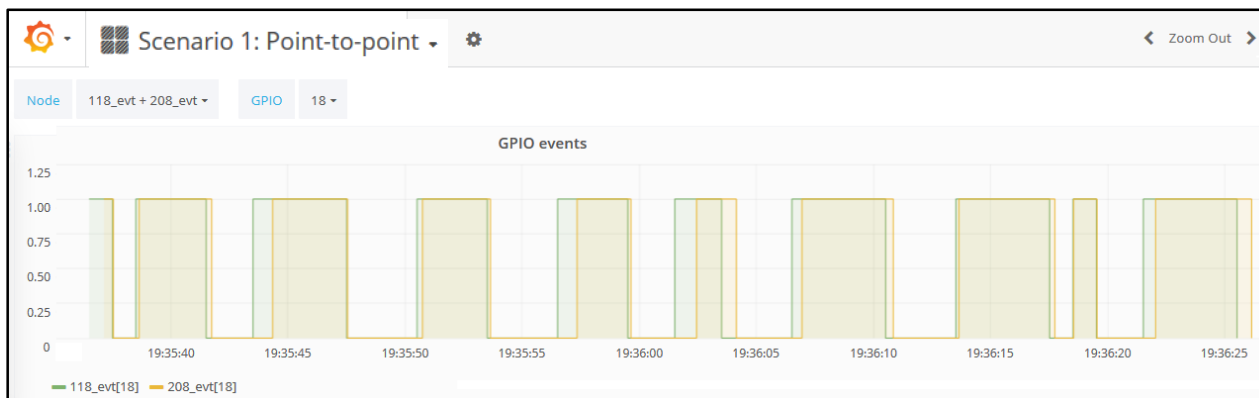 Scenario 1: Point-to-point
Zoom Out
Node 118_evt + 208_evt GPIO 18
GPIO events
1.25
1.00
0.75
0.50
0.25
0
19:35:40 19:35:45 19:35:50 19:35:55 19:36:00 19:36:05 19:36:10 19:36:15 19:36:20 19:36:25
118_evt[18] 208_evt[18]